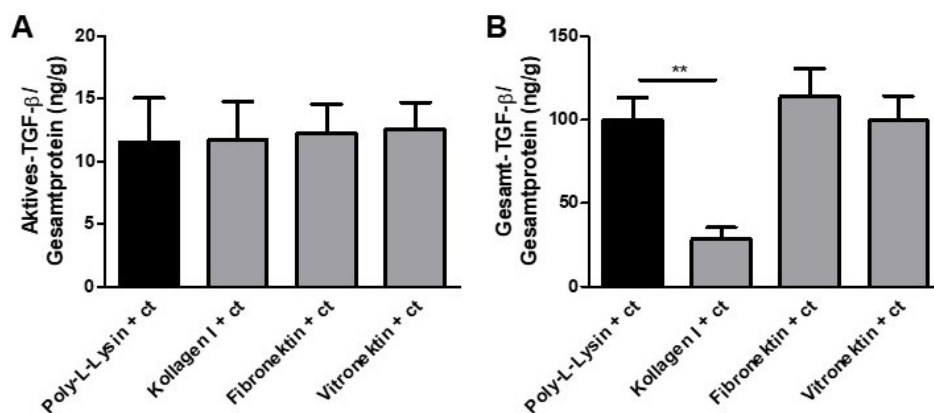 A
Aktives-TGF-β/
Gesamtprotein (ng/g)
20
15
10
5
0
Poly-L-Lysin + ct
Kollagen I + ct
Fibronektin + ct
Vitronektin + ct
B
Gesamt-TGF-β/
Gesamtprotein (ng/g)
150
100
50
0
**
Poly-L-Lysin + ct
Kollagen I + ct
Fibronektin + ct
Vitronektin + ct